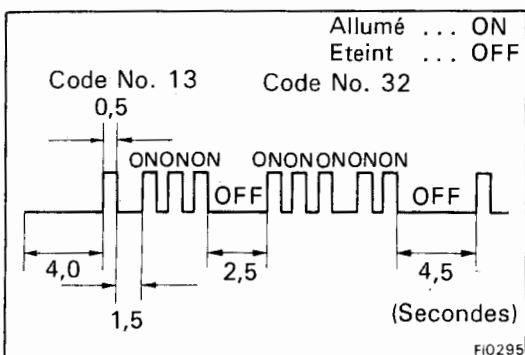 Allumé ... ON
Eteint ... OFF
Code No. 13 Code No. 32
0,5
ONONON ONONONONON
OFF OFF
4,0 2,5 4,5
1,5
(Secondes)
FI0295